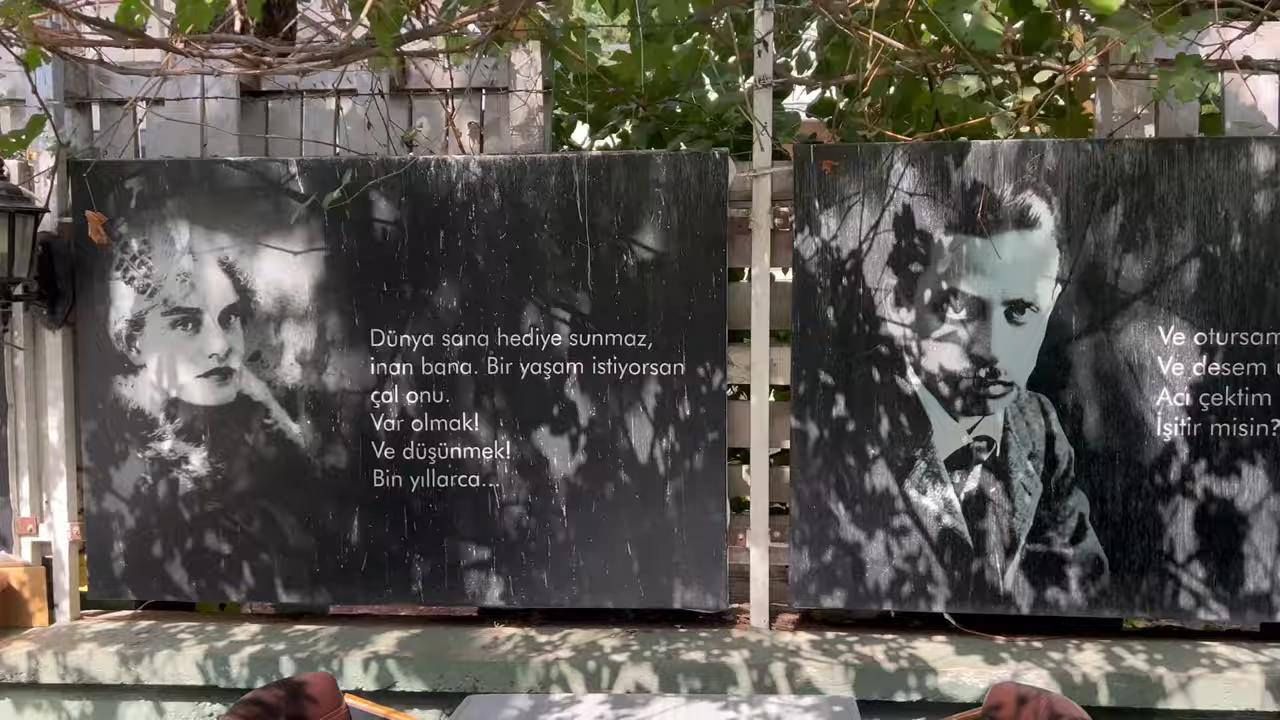 Dünya sana hediye sunmaz,
inan bana. Bir yaşam istiyorsan
çal onu.
Var olmak!
Ve düşünmek!
Bin yıllarca...
Ve otursam
Ve desem
Acı çektim
İşitir misin?